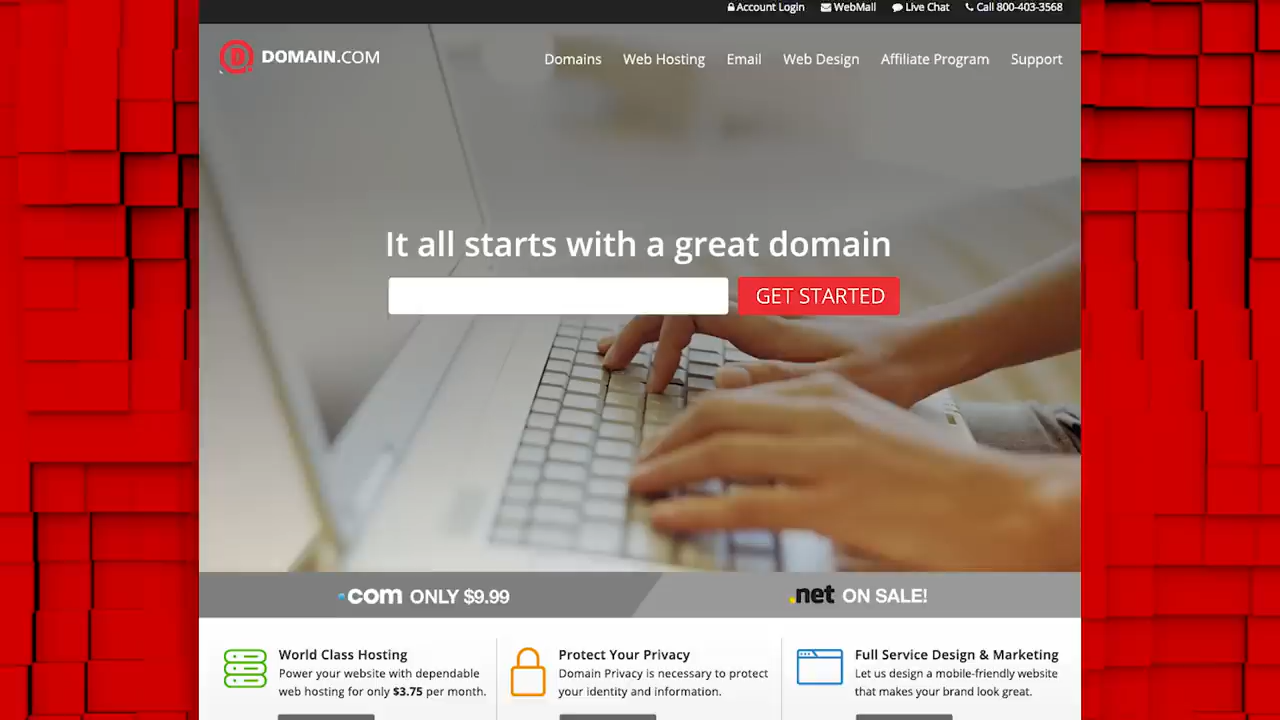 Account Login WebMail Live Chat Call 800-403-3568
DOMAIN.COM
Domains Web Hosting Email Web Design Affiliate Program Support
It all starts with a great domain
GET STARTED
.com ONLY $9.99
.net ON SALE!
World Class Hosting
Power your website with dependable
web hosting for only $3.75 per month.
Protect Your Privacy
Domain Privacy is necessary to protect
your identity and information.
Full Service Design & Marketing
Let us design a mobile-friendly website
that makes your brand look great.